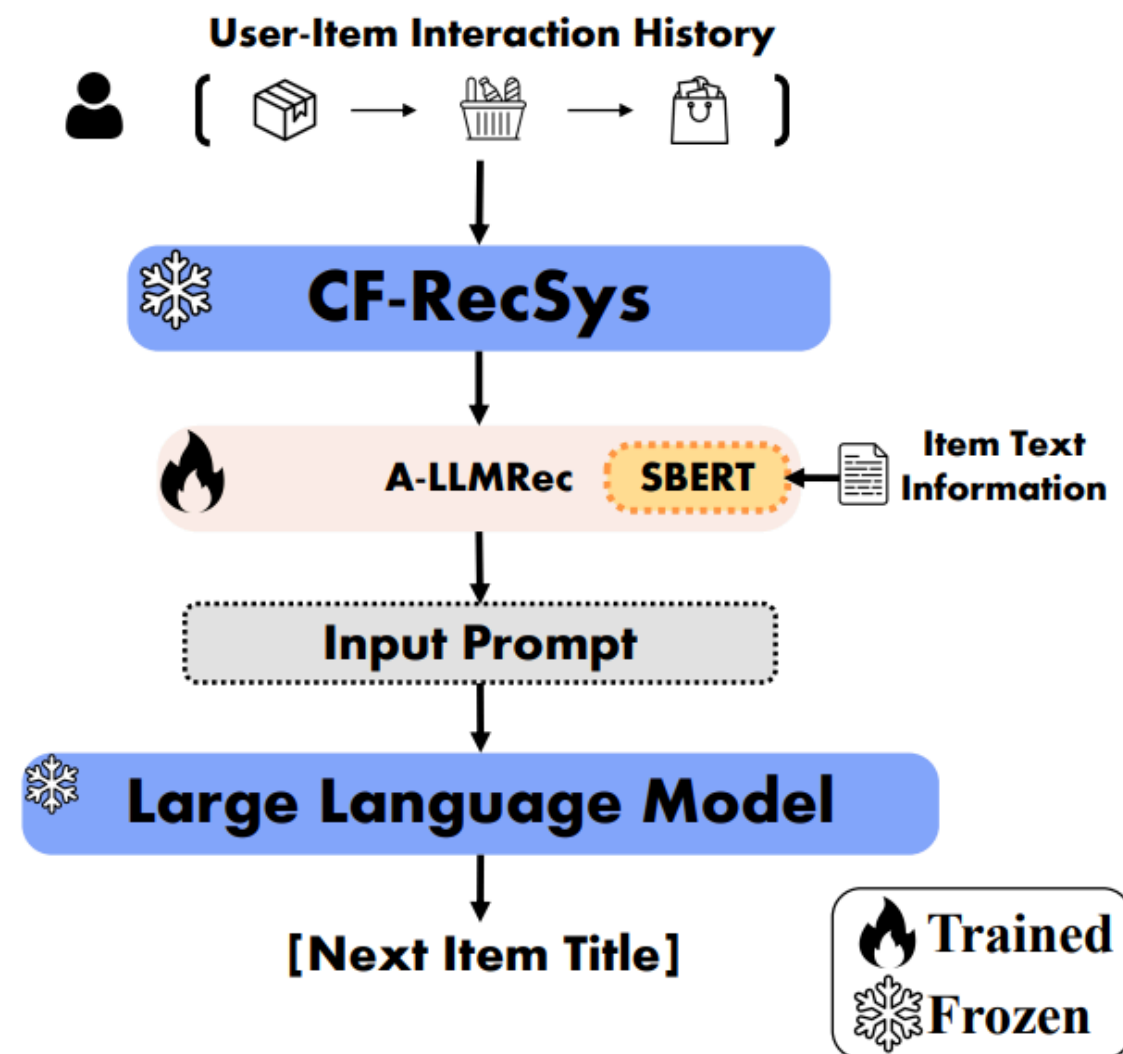 User-Item Interaction History
CF-RecSys
A-LLMRec
SBERT
Item Text
Information
Input Prompt
Large Language Model
[Next Item Title]
Trained
Frozen